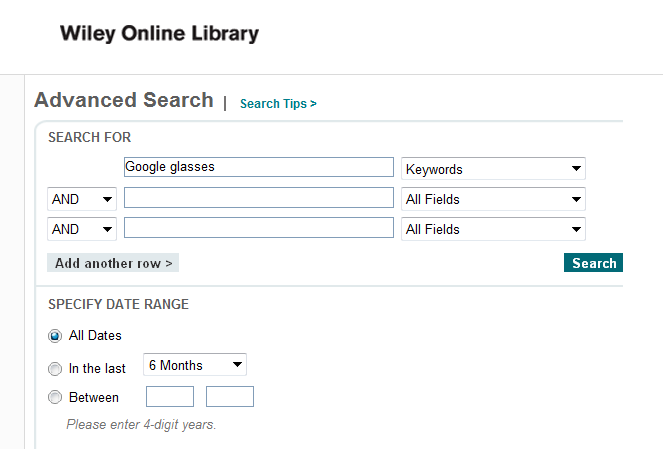 Wiley Online Library
Advanced Search | Search Tips >
SEARCH FOR
Google glasses Keywords
AND All Fields
AND All Fields
Add another row > Search
SPECIFY DATE RANGE
All Dates
In the last 6 Months
Between
Please enter 4-digit years.